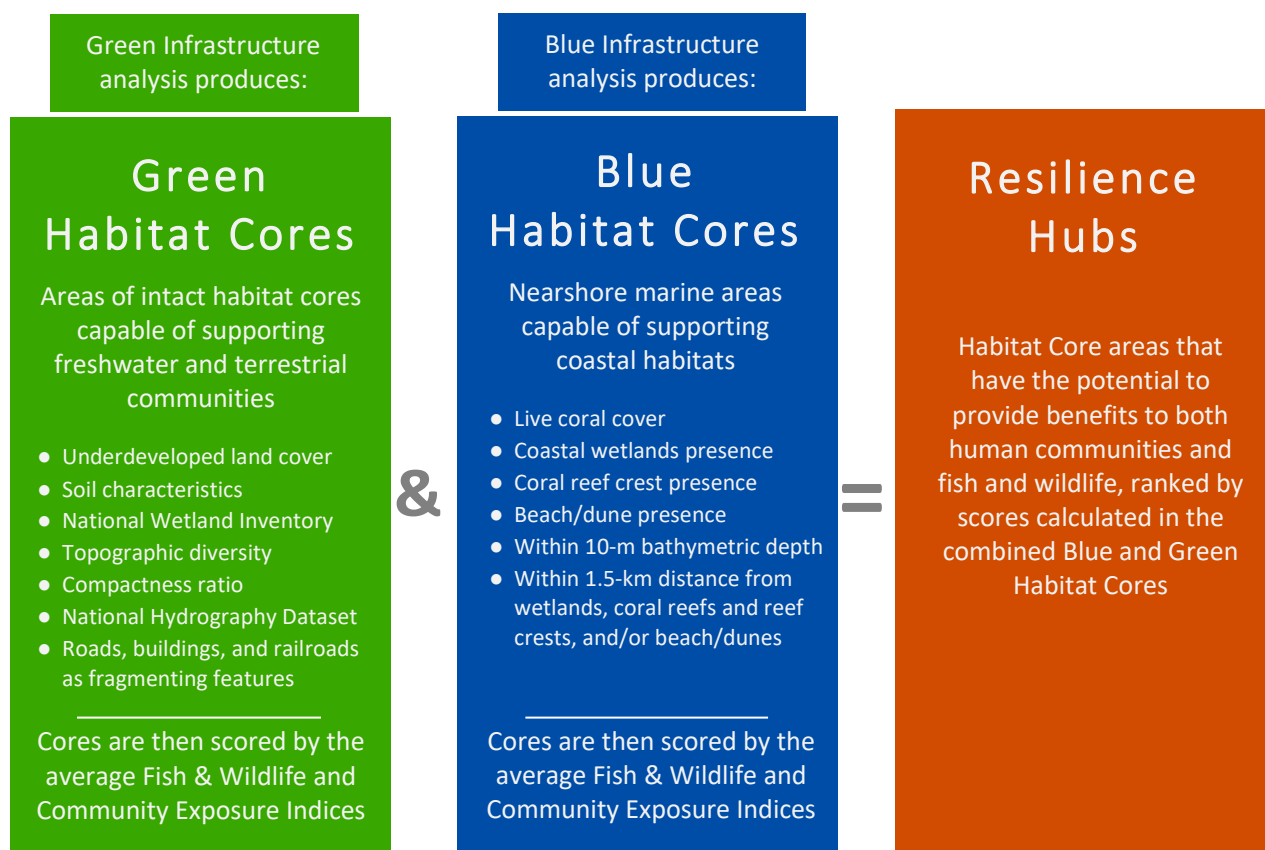 Green Infrastructure
analysis produces:
Green
Habitat Cores
Areas of intact habitat cores
capable of supporting
freshwater and terrestrial
communities
● Underdeveloped land cover
● Soil characteristics
● National Wetland Inventory
● Topographic diversity
● Compactness ratio
● National Hydrography Dataset
● Roads, buildings, and railroads
as fragmenting features
Cores are then scored by the
average Fish & Wildlife and
Community Exposure Indices
&
Blue Infrastructure
analysis produces:
Blue
Habitat Cores
Nearshore marine areas
capable of supporting
coastal habitats
● Live coral cover
● Coastal wetlands presence
● Coral reef crest presence
● Beach/dune presence
● Within 10-m bathymetric depth
● Within 1.5-km distance from
wetlands, coral reefs and reef
crests, and/or beach/dunes
Cores are then scored by the
average Fish & Wildlife and
Community Exposure Indices
=
Resilience
Hubs
Habitat Core areas that
have the potential to
provide benefits to both
human communities and
fish and wildlife, ranked by
scores calculated in the
combined Blue and Green
Habitat Cores